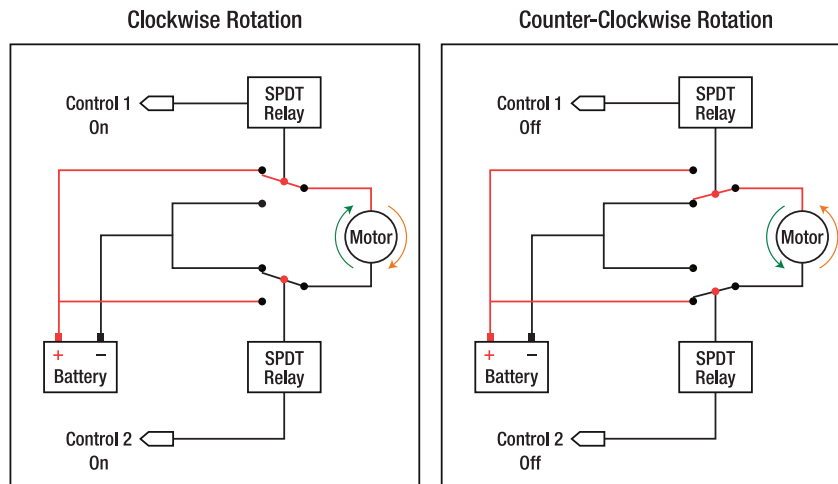 Clockwise Rotation
Control 1
On
SPDT
Relay
Motor
+ −
Battery
SPDT
Relay
Control 2
On
Counter-Clockwise Rotation
Control 1
Off
SPDT
Relay
Motor
+ −
Battery
SPDT
Relay
Control 2
Off